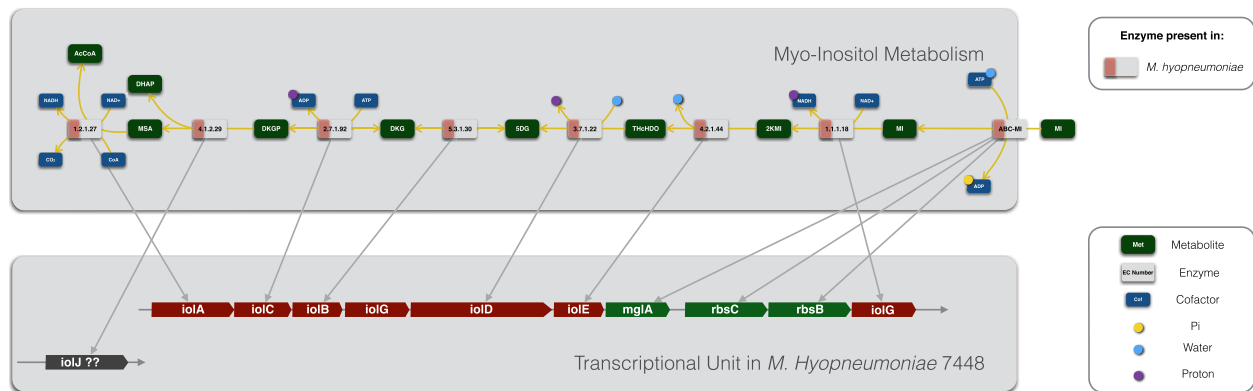 Myo-Inositol Metabolism
AcCoA
DHAP
NADH
NAD+
ADP
ATP
NADH
NAD+
ATP
1.2.1.27
MSA
4.1.2.29
DKGP
2.7.1.92
DKG
5.3.1.30
5DG
3.7.1.22
THcHDO
4.2.1.44
2KMI
1.1.1.18
MI
ABC-MI
MI
CO₂
CoA
ADP
Enzyme present in:
M. hyopneumoniae
iolA
iolC
iolB
iolG
iolD
iolE
mglA
rbsC
rbsB
iolG
iolJ ??
Transcriptional Unit in M. Hyopneumoniae 7448
Met
Metabolite
EC Number
Enzyme
Cof
Cofactor
Pi
Water
Proton